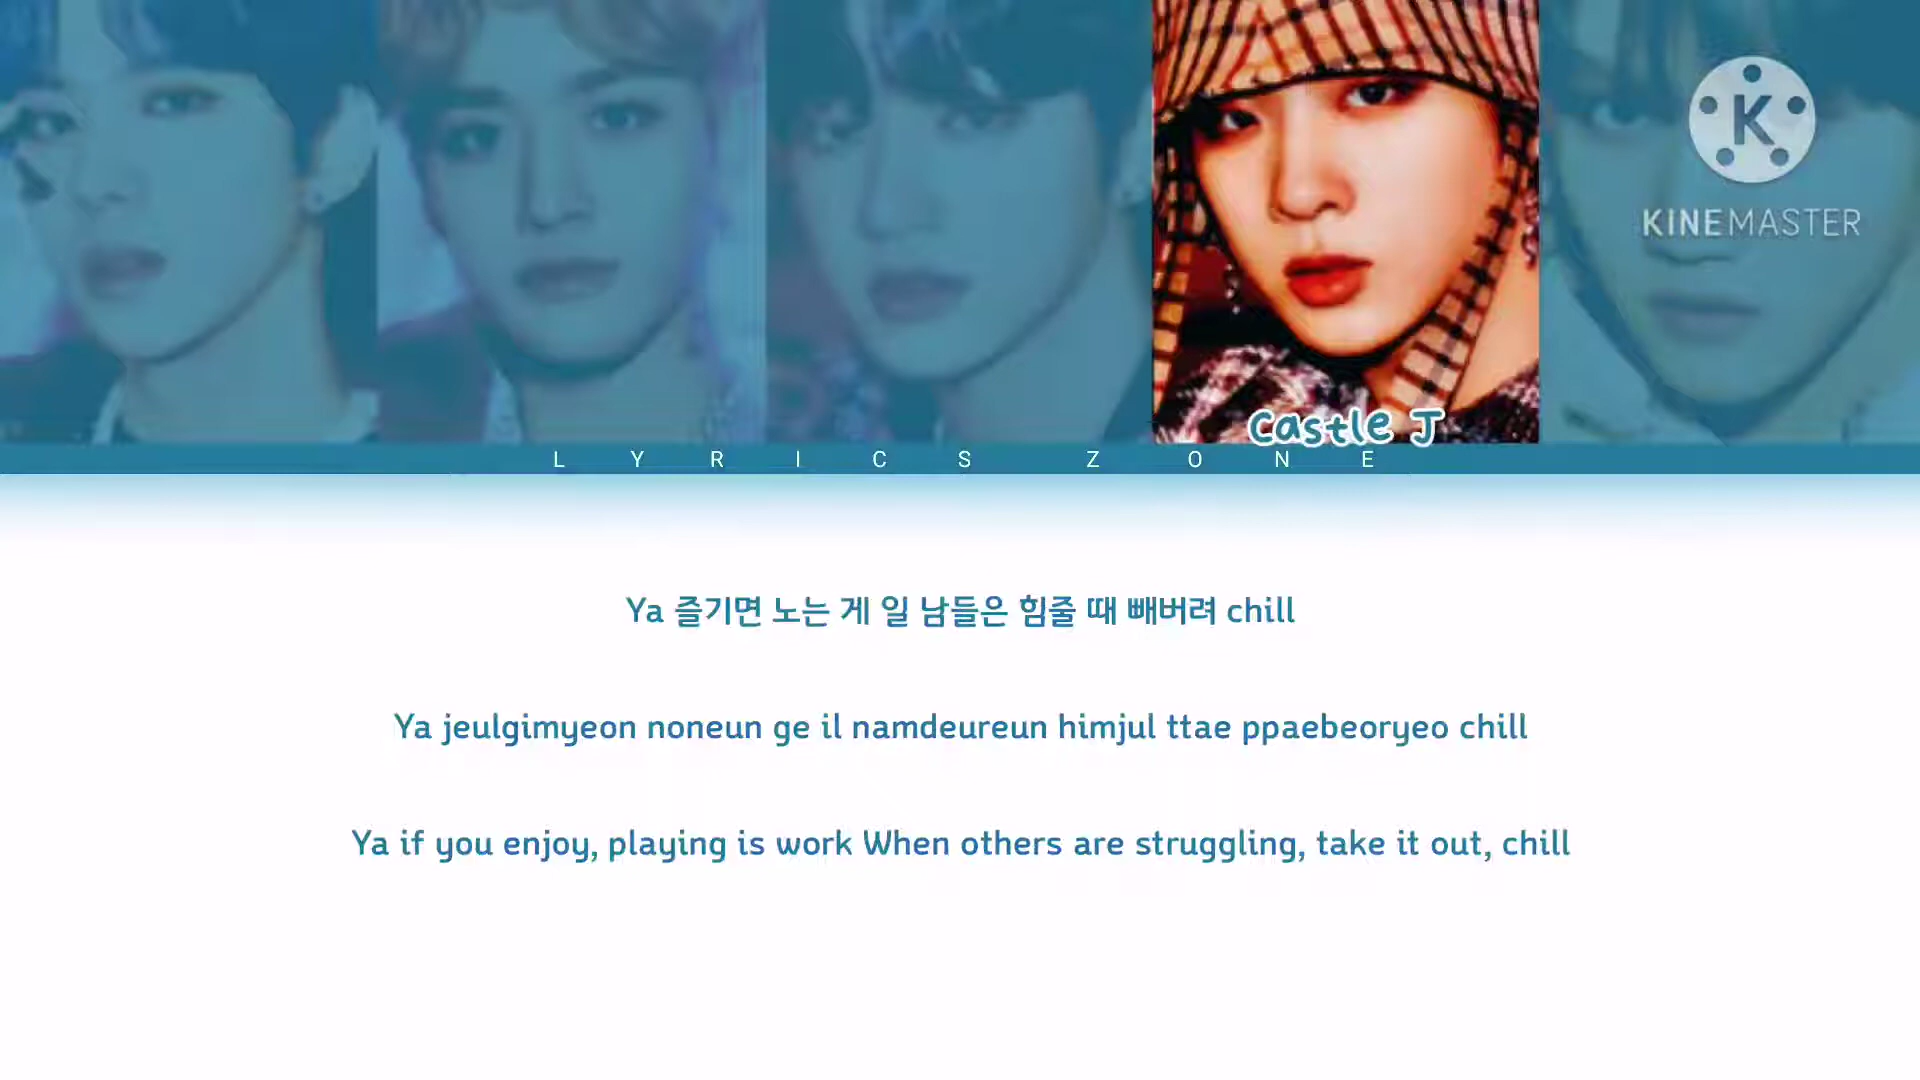 K
KINEMASTER
Castle J
LYRICS ZONE
Ya 즐기면 노는 게 일 남들은 힘줄 때 빼버려 chill
Ya jeulgimyeon noneun ge il namdeureun himjul ttae ppaebeoryeo chill
Ya if you enjoy, playing is work When others are struggling, take it out, chill